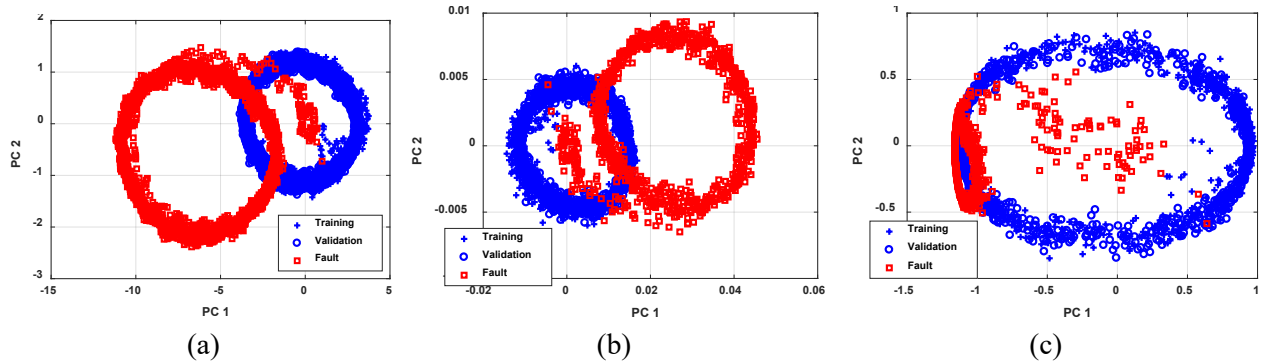 2
1
0
-1
-2
-3
PC 2
-15
-10
-5
0
5
PC 1
Training
Validation
Fault
(a)
0.01
0.005
0
-0.005
PC 2
-0.02
0
0.02
0.04
0.06
PC 1
Training
Validation
Fault
(b)
1
0.5
0
-0.5
PC 2
-1.5
-1
-0.5
0
0.5
1
PC 1
Training
Validation
Fault
(c)